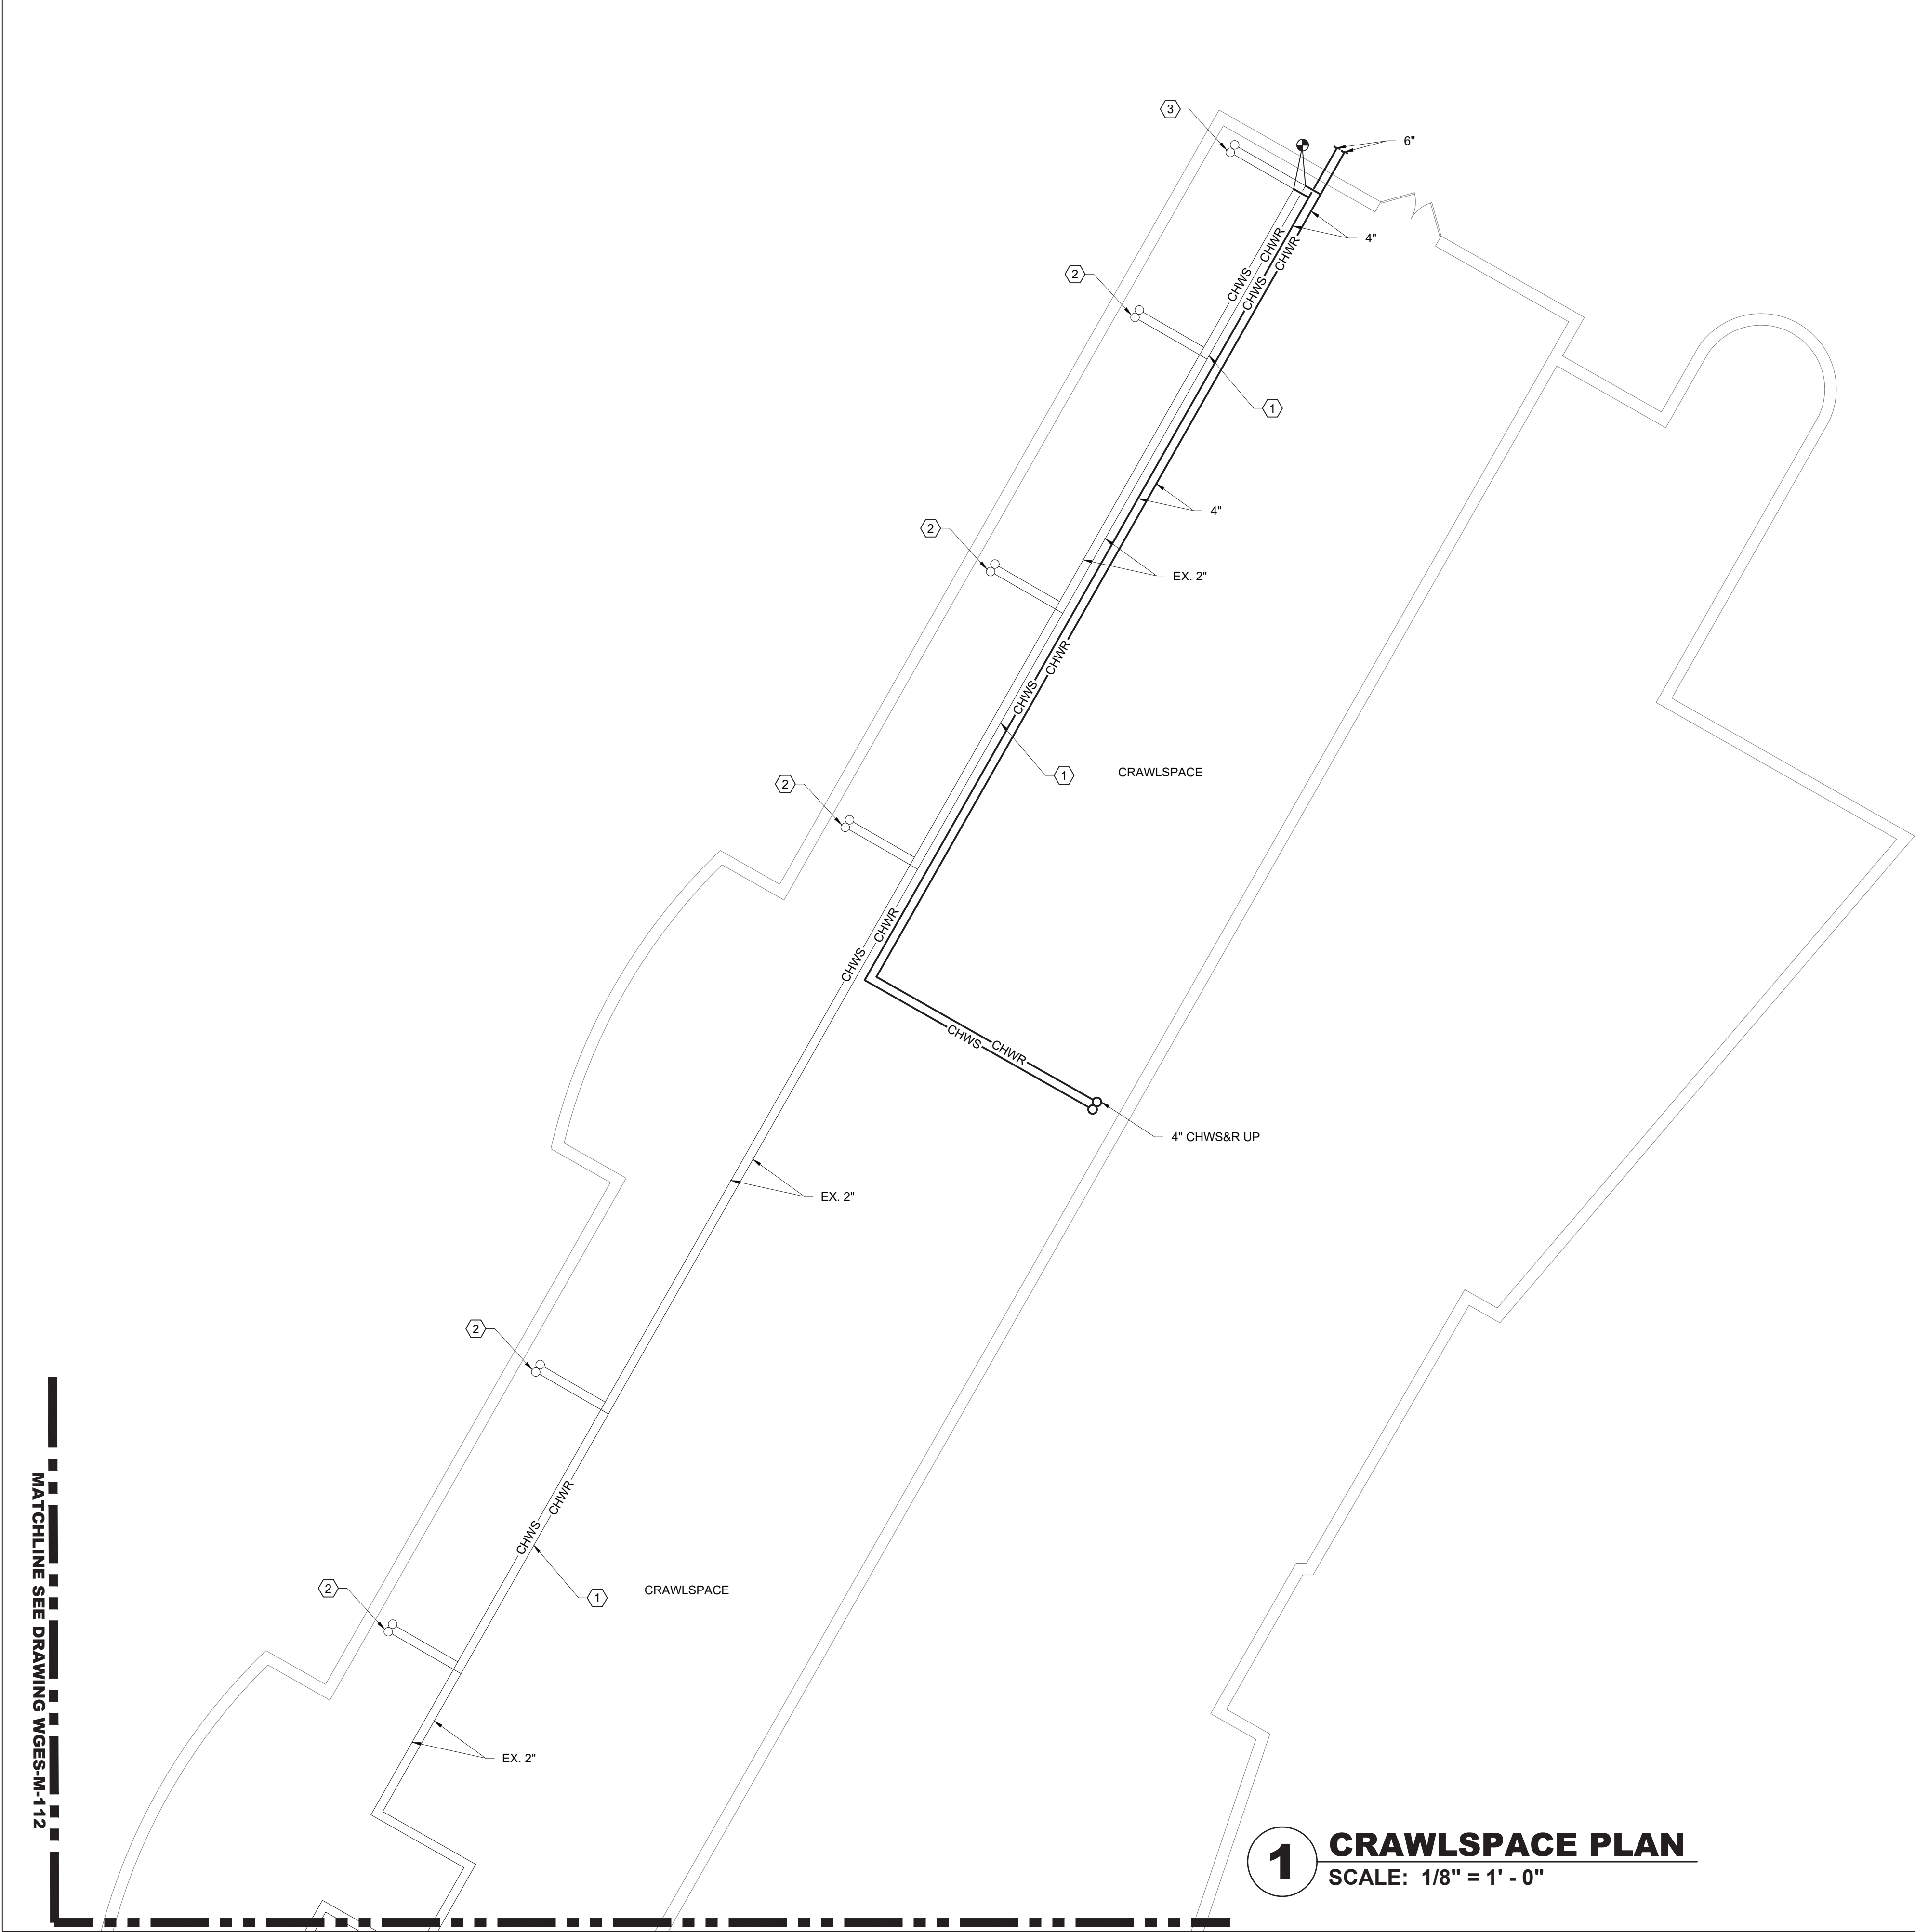 3
6"
4"
CHWR
CHWR
CHWS
CHWS
2
1
4"
2
EX. 2"
CHWR
CHWS
1
CRAWLSPACE
2
CHWR
CHWS
CHWS
CHWR
4" CHWS&R UP
EX. 2"
2
CHWR
CHWS
2
1
CRAWLSPACE
MATCHLINE SEE DRAWING WGES-M-112
EX. 2"
1
CRAWLSPACE PLAN
SCALE: 1/8" = 1' - 0"